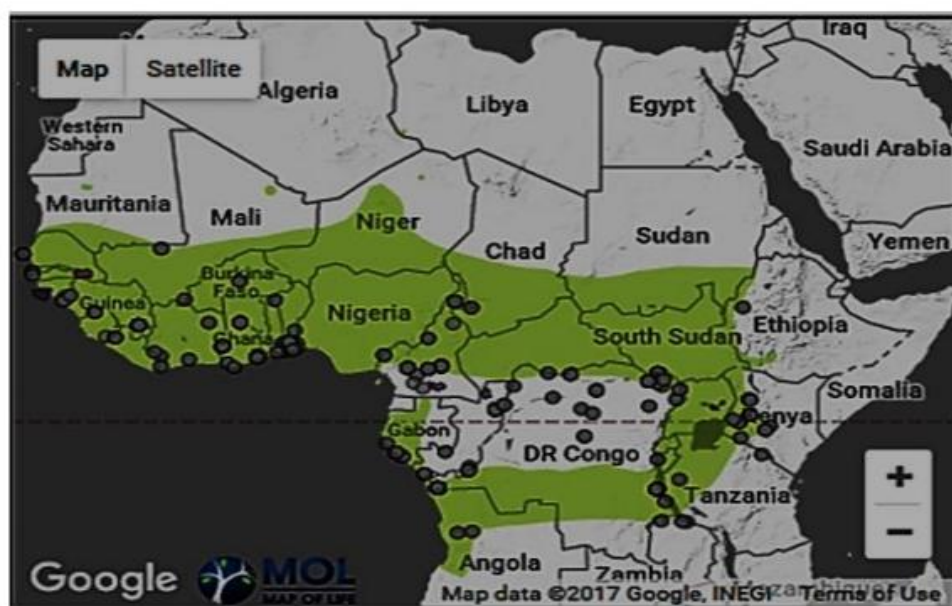 Iraq
Map Satellite
Algeria
Libya
Egypt
Western
Sahara
Saudi Arabia
Mauritania
Mali
Niger
Chad
Sudan
Yemen
Burkina
Faso
Guinea
Nigeria
Ghana
South Sudan
Ethiopia
Somalia
Gabon
enya
DR Congo
+
Tanzania
−
Angola
Zambia
Google
MOL
MAP OF LIFE
Map data ©2017 Google, INEGI Terms of Use